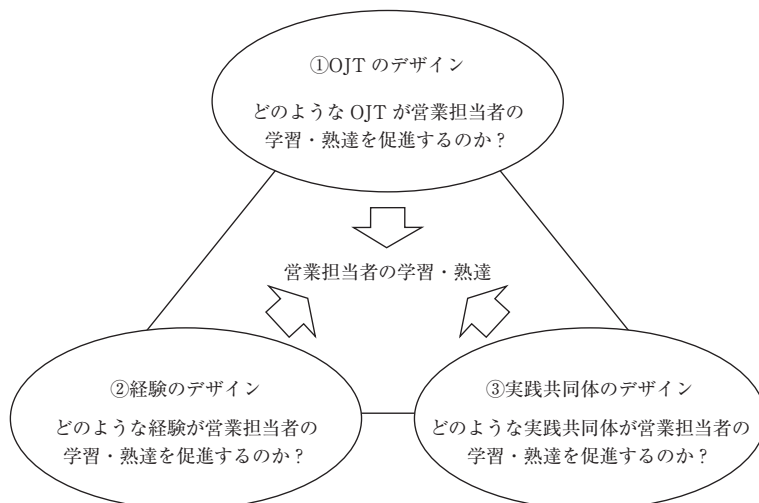 ①OJT のデザイン
どのような OJT が営業担当者の
学習・熟達を促進するのか？
営業担当者の学習・熟達
②経験のデザイン
どのような経験が営業担当者の
学習・熟達を促進するのか？
③実践共同体のデザイン
どのような実践共同体が営業担当者の
学習・熟達を促進するのか？